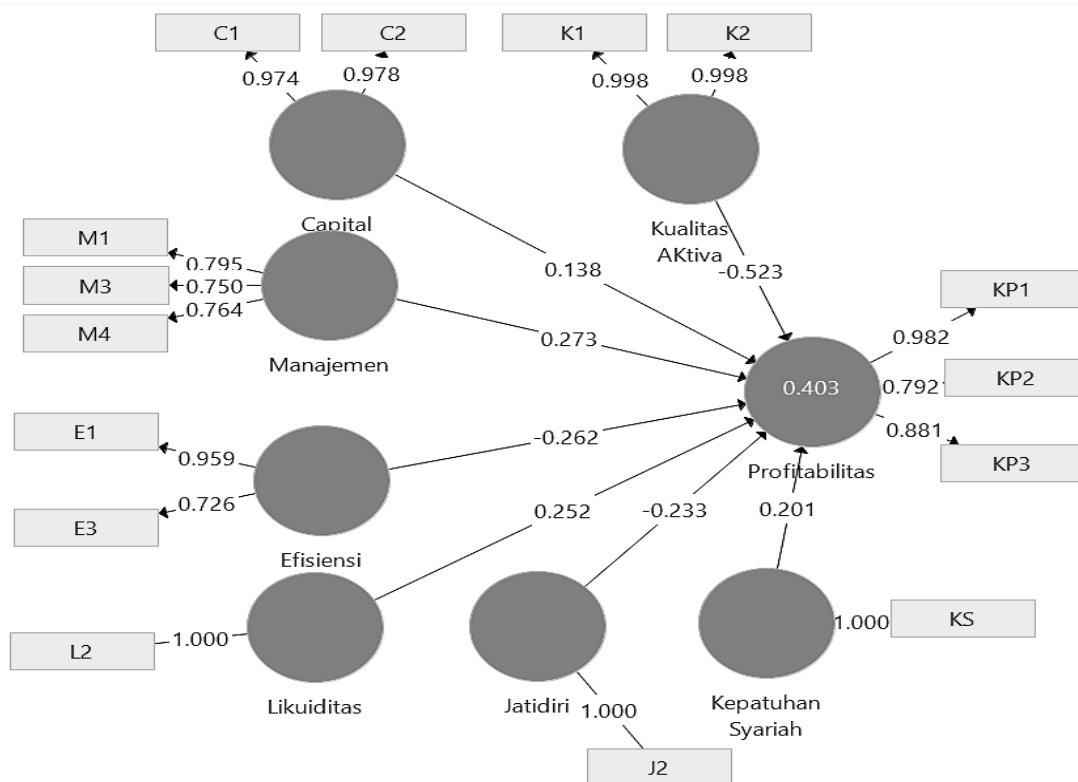 C1
C2
K1
K2
0.974
0.978
0.998
0.998
Capital
Kualitas
AKtiva
M1
M3
M4
0.795
0.750
0.764
Manajemen
0.138
-0.523
0.273
KP1
KP2
KP3
0.982
0.792
0.881
0.403
Profitabilitas
E1
E3
0.959
0.726
Efisiensi
-0.262
0.252
-0.233
0.201
L2
1.000
Likuiditas
Jatidiri
1.000
J2
Kepatuhan
Syariah
1.000
KS